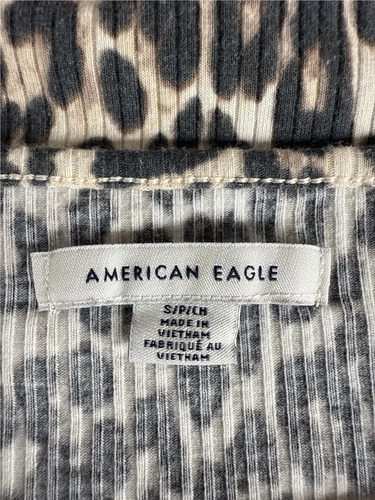 AMERICAN EAGLE
S/P/CH
MADE IN
VIETNAM
FABRIQUÉ AU
VIETNAM